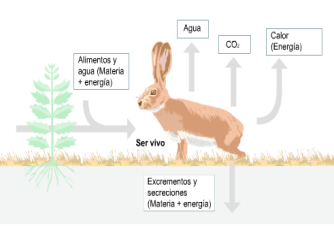 Agua
CO₂
Calor
(Energía)
Alimentos y
agua (Materia
+ energía)
Ser vivo
Excrementos y
secreciones
(Materia + energía)